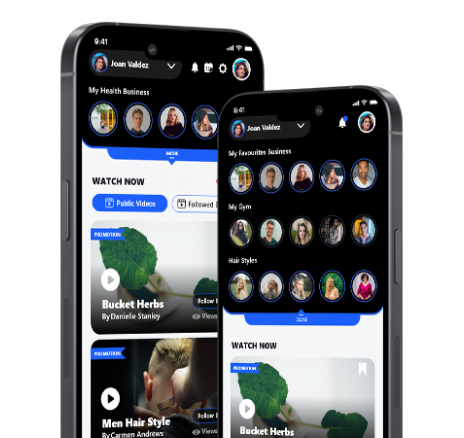 9:41
Joan Valdez
My Health Business
MORE
WATCH NOW
Public Videos
Followed
PROMOTION
Bucket Herbs
By Danielle Stanley
Follow
Views
PROMOTION
Men Hair Style
By Carmen Andrews
Follow
Views
9:41
Joan Valdez
My Favourites Business
My Gym
Hair Styles
WATCH NOW
PROMOTION
Bucket Herbs